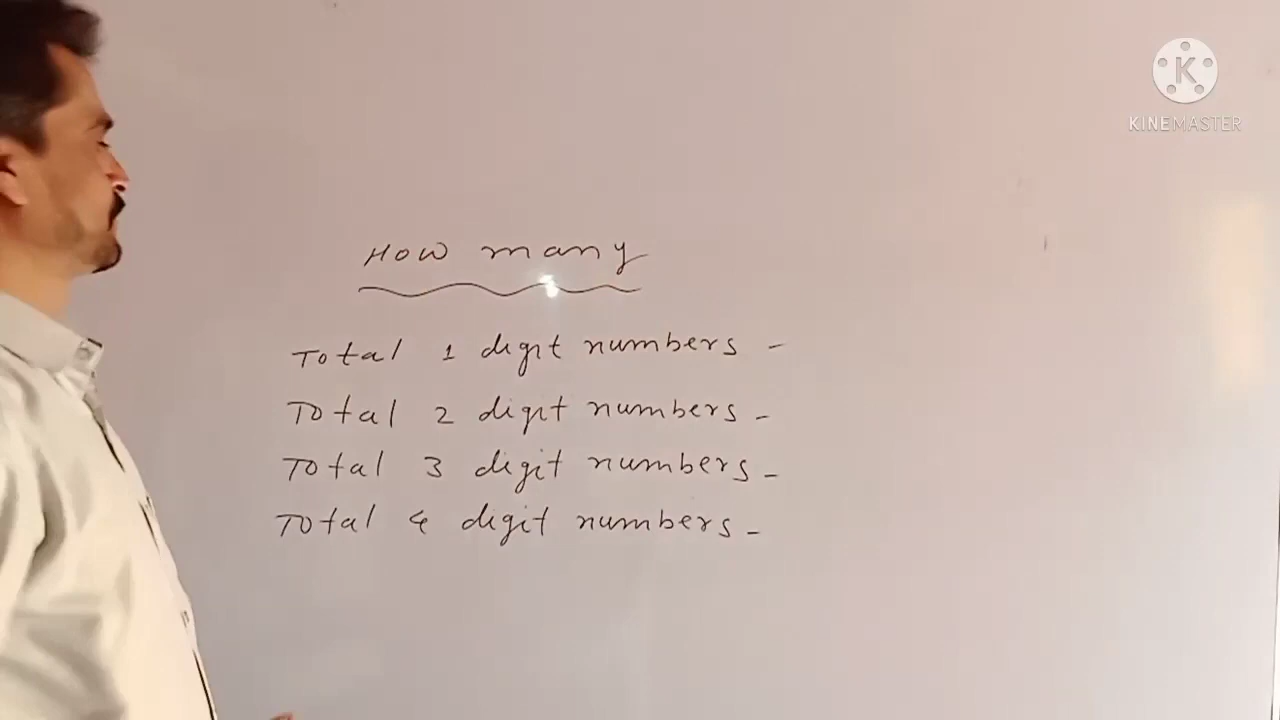 K
KINEMASTER
How many
Total 1 digit numbers -
Total 2 digit numbers -
Total 3 digit numbers -
Total 4 digit numbers -